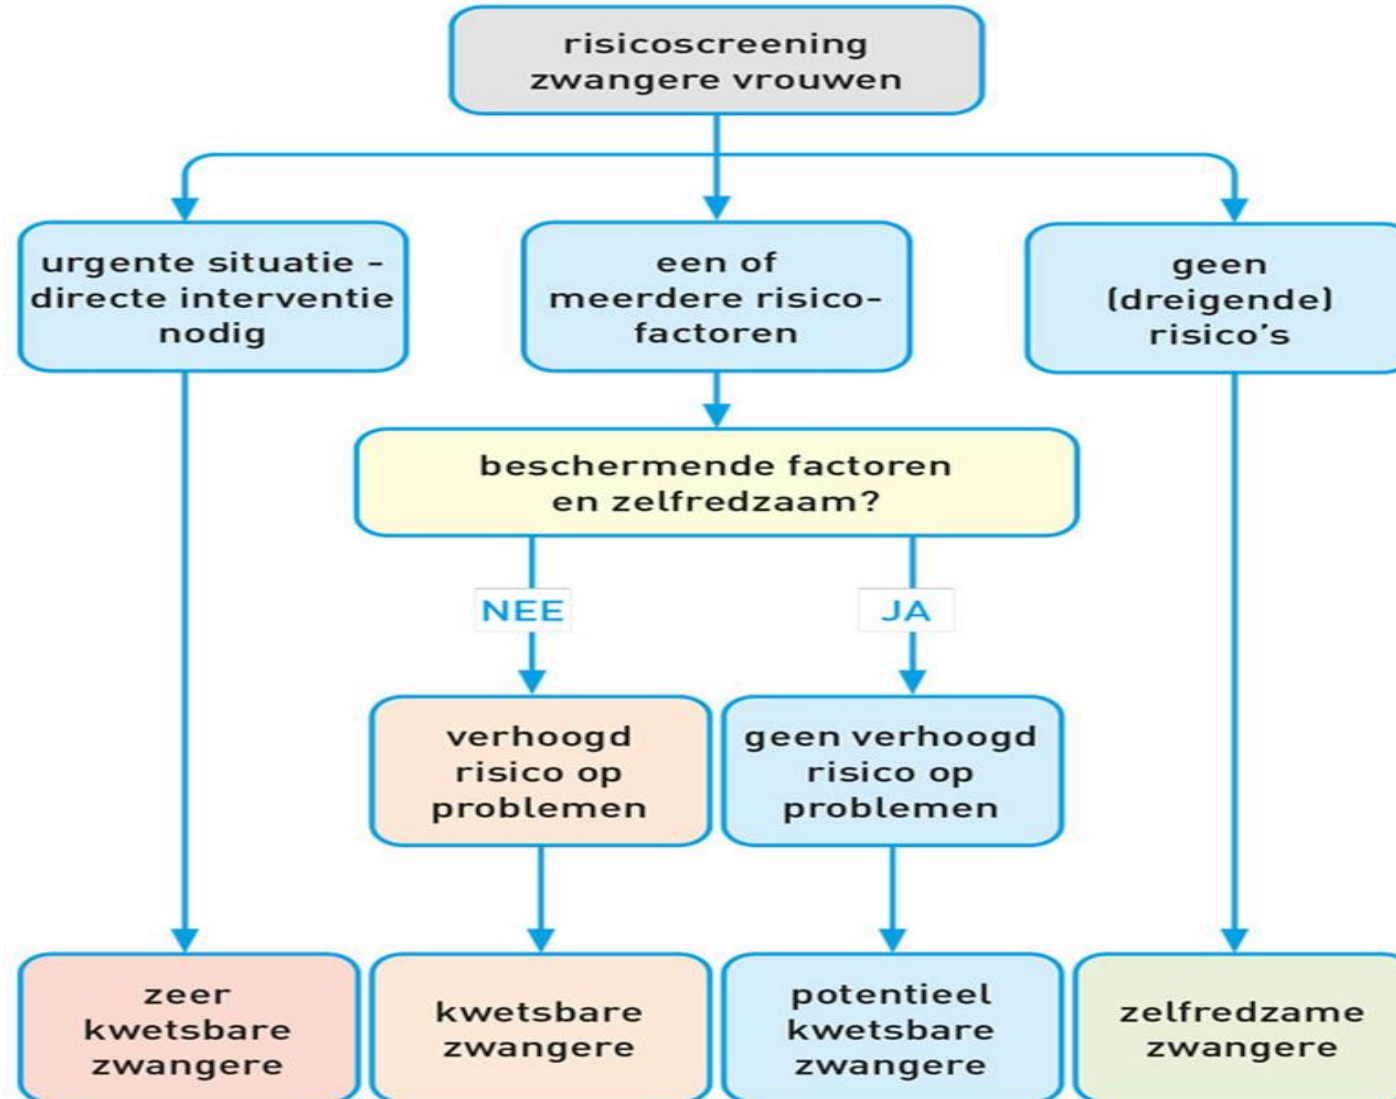 risicoscreening
zwangere vrouwen
urgente situatie -
directe interventie
nodig
een of
meerdere risico-
factoren
geen
(dreigende)
risico's
beschermende factoren
en zelfredzaam?
NEE
JA
verhoogd
risico op
problemen
geen verhoogd
risico op
problemen
zeer
kwetsbare
zwangere
kwetsbare
zwangere
potentieel
kwetsbare
zwangere
zelfredzame
zwangere